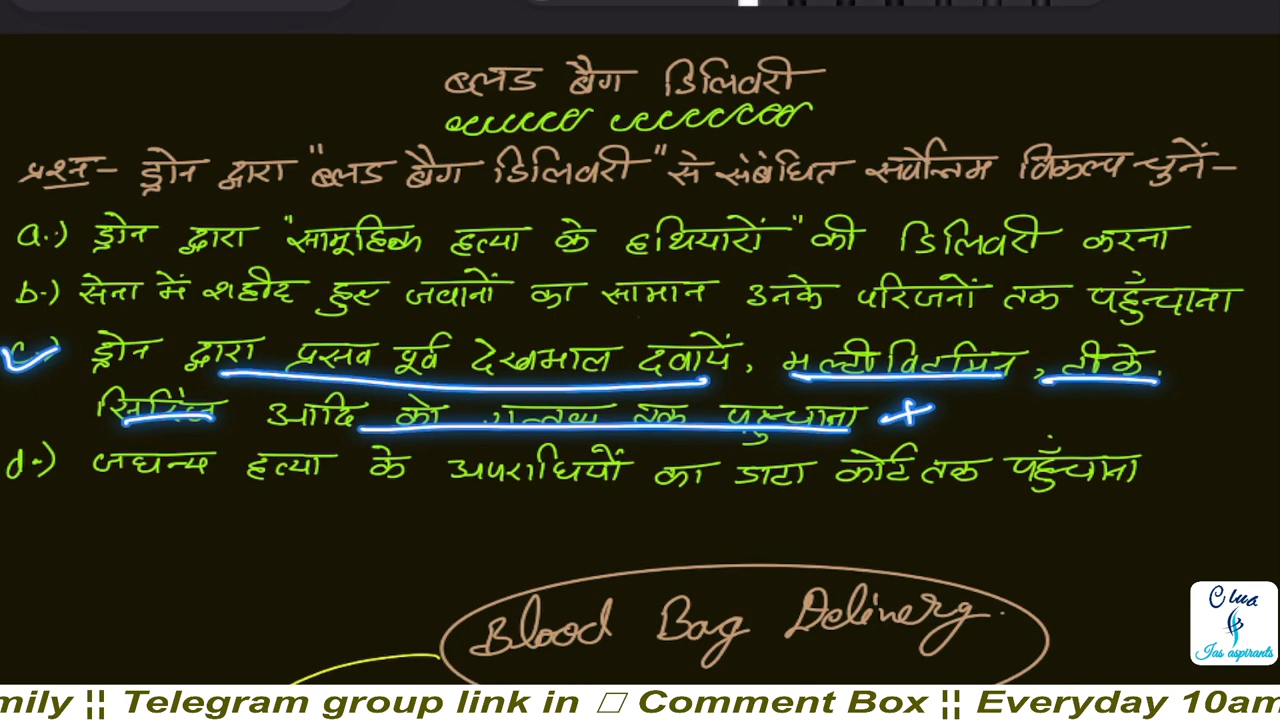 ब्लड बैग डिलिवरी
प्रश्न- ड्रोन द्वारा "ब्लड बैग डिलिवरी" से संबंधित सर्वोत्तम विकल्प चुनें-
a.) ड्रोन द्वारा "सामूहिक हत्या के हथियारों" की डिलिवरी करना
b.) सेना में शहीद हुए जवानों का सामान उनके परिजनों तक पहुँन्चाना
c.) ड्रोन द्वारा प्रसव पूर्व देखभाल दवायें, मल्टी विटामिन, टीके,
सिरिंज आदि को गन्तव्य तक पहुन्चाना
d.) जघन्य हत्या के अपराधियों का डाटा कोर्ट तक पहुँचाना
Blood Bag Delivery.
Clue
Ias aspirants
mily || Telegram group link in □ Comment Box || Everyday 10am